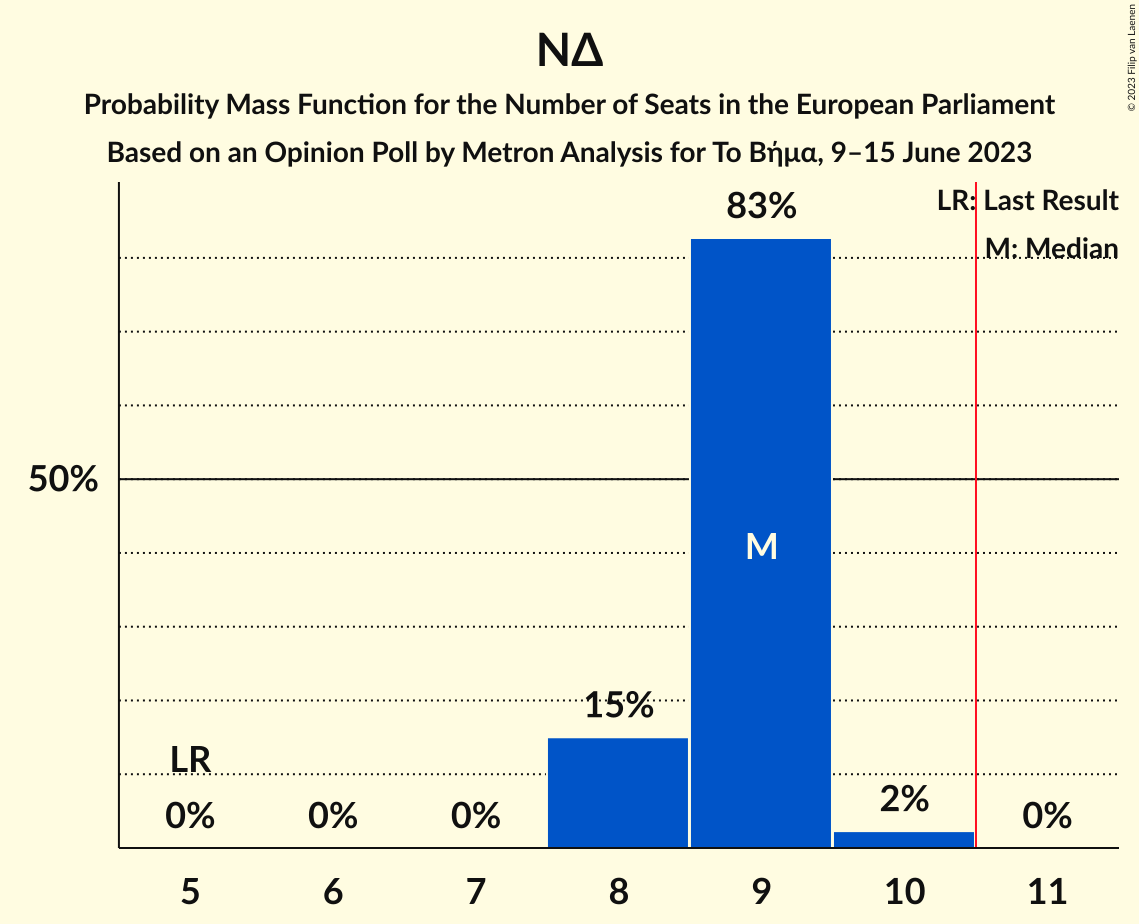 © 2023 Filip van Laenen
ΝΔ
Probability Mass Function for the Number of Seats in the European Parliament
Based on an Opinion Poll by Metron Analysis for Το Βήμα, 9–15 June 2023
LR: Last Result
M: Median
83%
50%
M
15%
LR
0% 0% 0% 2% 0%
5 6 7 8 9 10 11